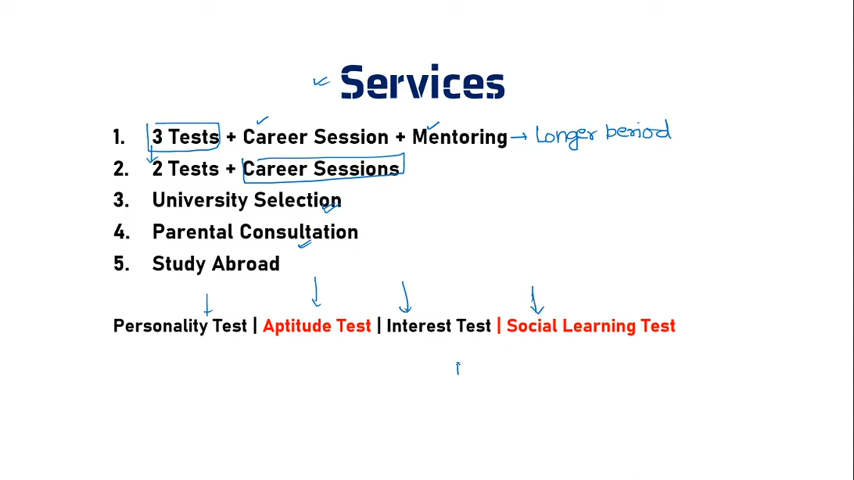 Services
1. 3 Tests + Career Session + Mentoring → Longer period
2. 2 Tests + Career Sessions
3. University Selection
4. Parental Consultation
5. Study Abroad
Personality Test | Aptitude Test | Interest Test | Social Learning Test